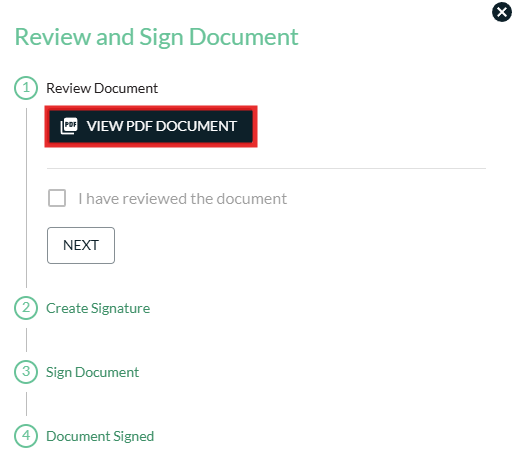 Review and Sign Document
1 Review Document
PDF VIEW PDF DOCUMENT
I have reviewed the document
NEXT
2 Create Signature
3 Sign Document
4 Document Signed